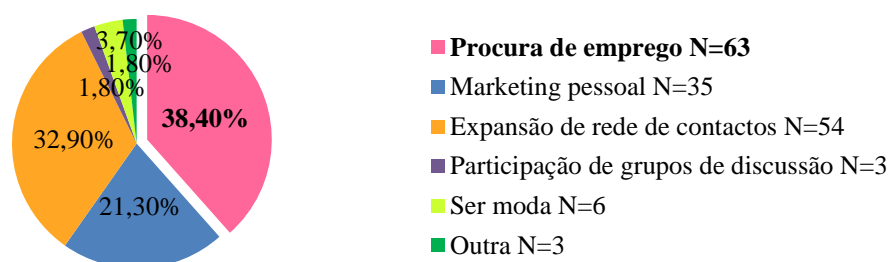 3,70%
1,80%
1,80%
38,40%
32,90%
21,30%
Procura de emprego N=63
Marketing pessoal N=35
Expansão de rede de contactos N=54
Participação de grupos de discussão N=3
Ser moda N=6
Outra N=3